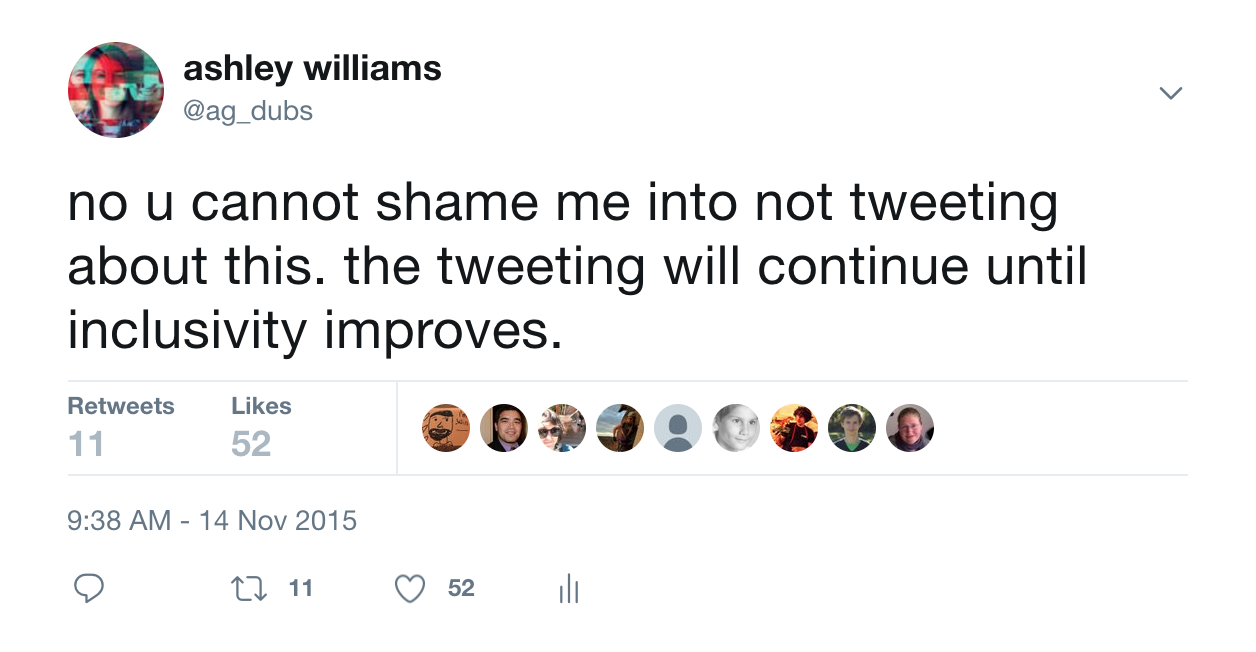 ashley williams
@ag_dubs
no u cannot shame me into not tweeting
about this. the tweeting will continue until
inclusivity improves.
Retweets Likes
11 52
9:38 AM - 14 Nov 2015
11 52